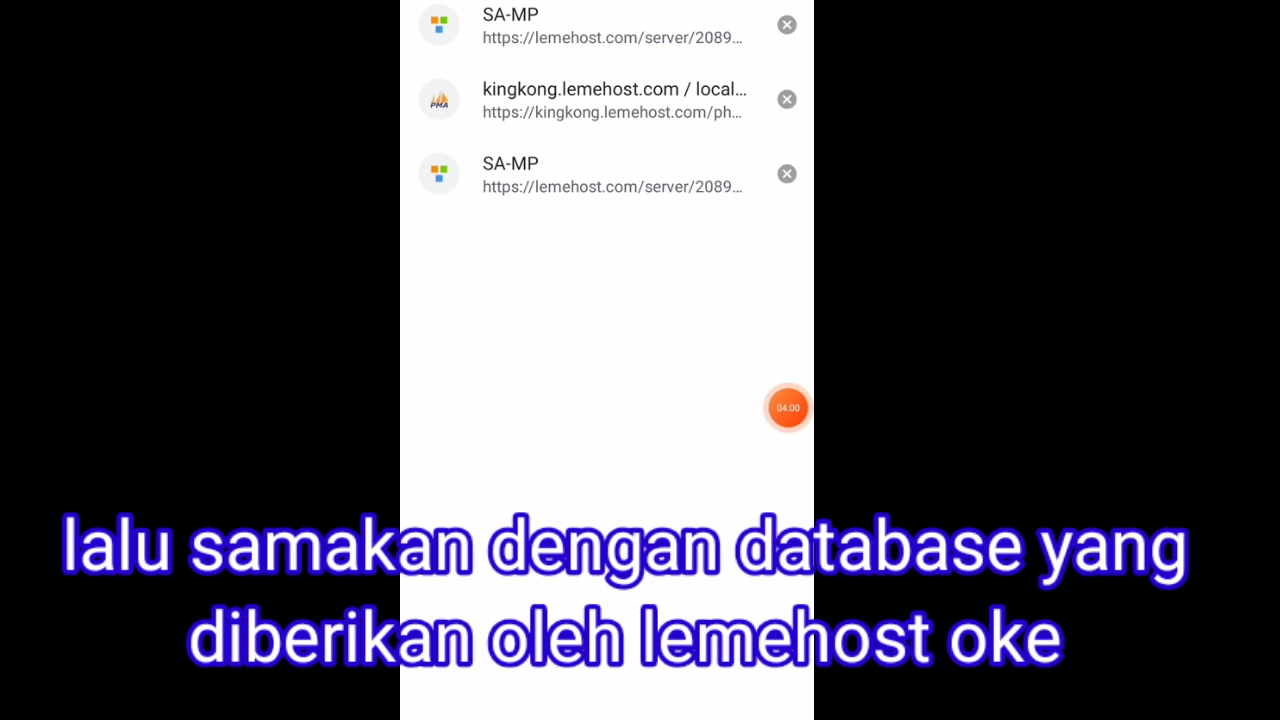 SA-MP
https://lemehost.com/server/2089...
kingkong.lemehost.com / local...
PMA
https://kingkong.lemehost.com/ph...
SA-MP
https://lemehost.com/server/2089...
04.00
lalu samakan dengan database yang
diberikan oleh lemehost oke